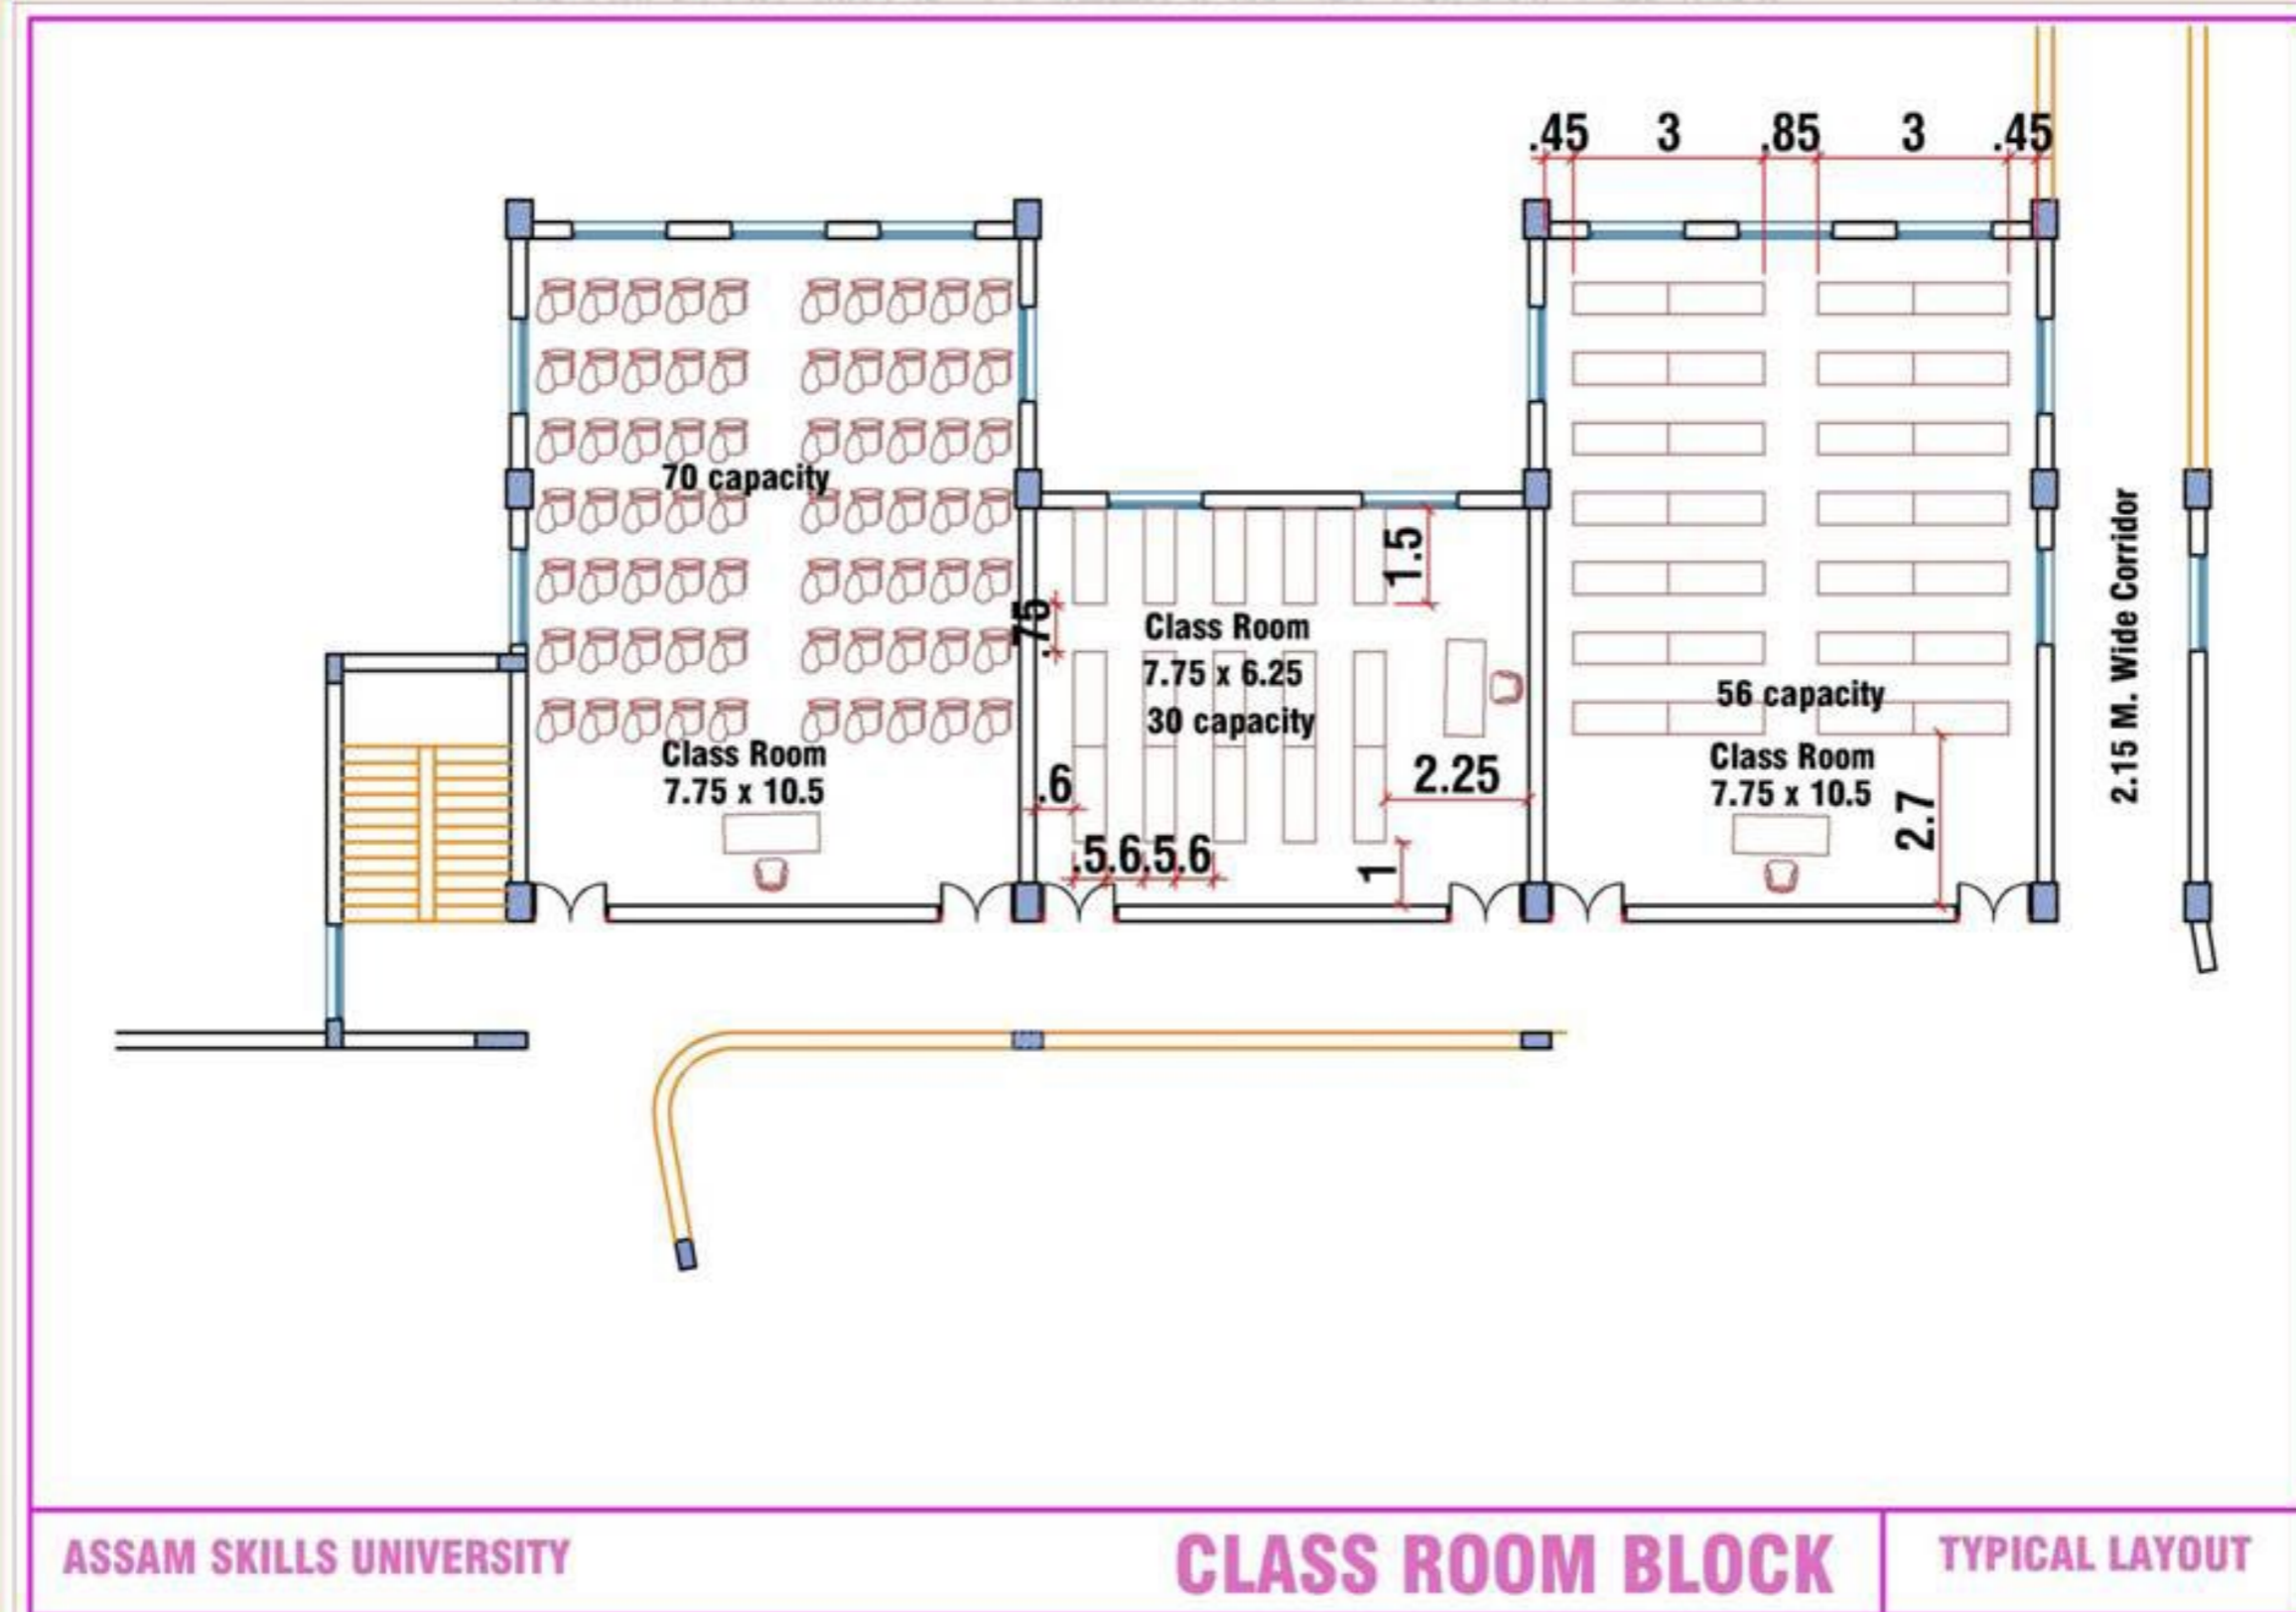 .45 3 .85 3 .45
70 capacity
Class Room
7.75 x 10.5
.75
1.5
Class Room
7.75 x 6.25
30 capacity
.6
2.25
.5 .6 .5 .6
1
56 capacity
Class Room
7.75 x 10.5
2.7
2.15 M. Wide Corridor
ASSAM SKILLS UNIVERSITY
CLASS ROOM BLOCK
TYPICAL LAYOUT